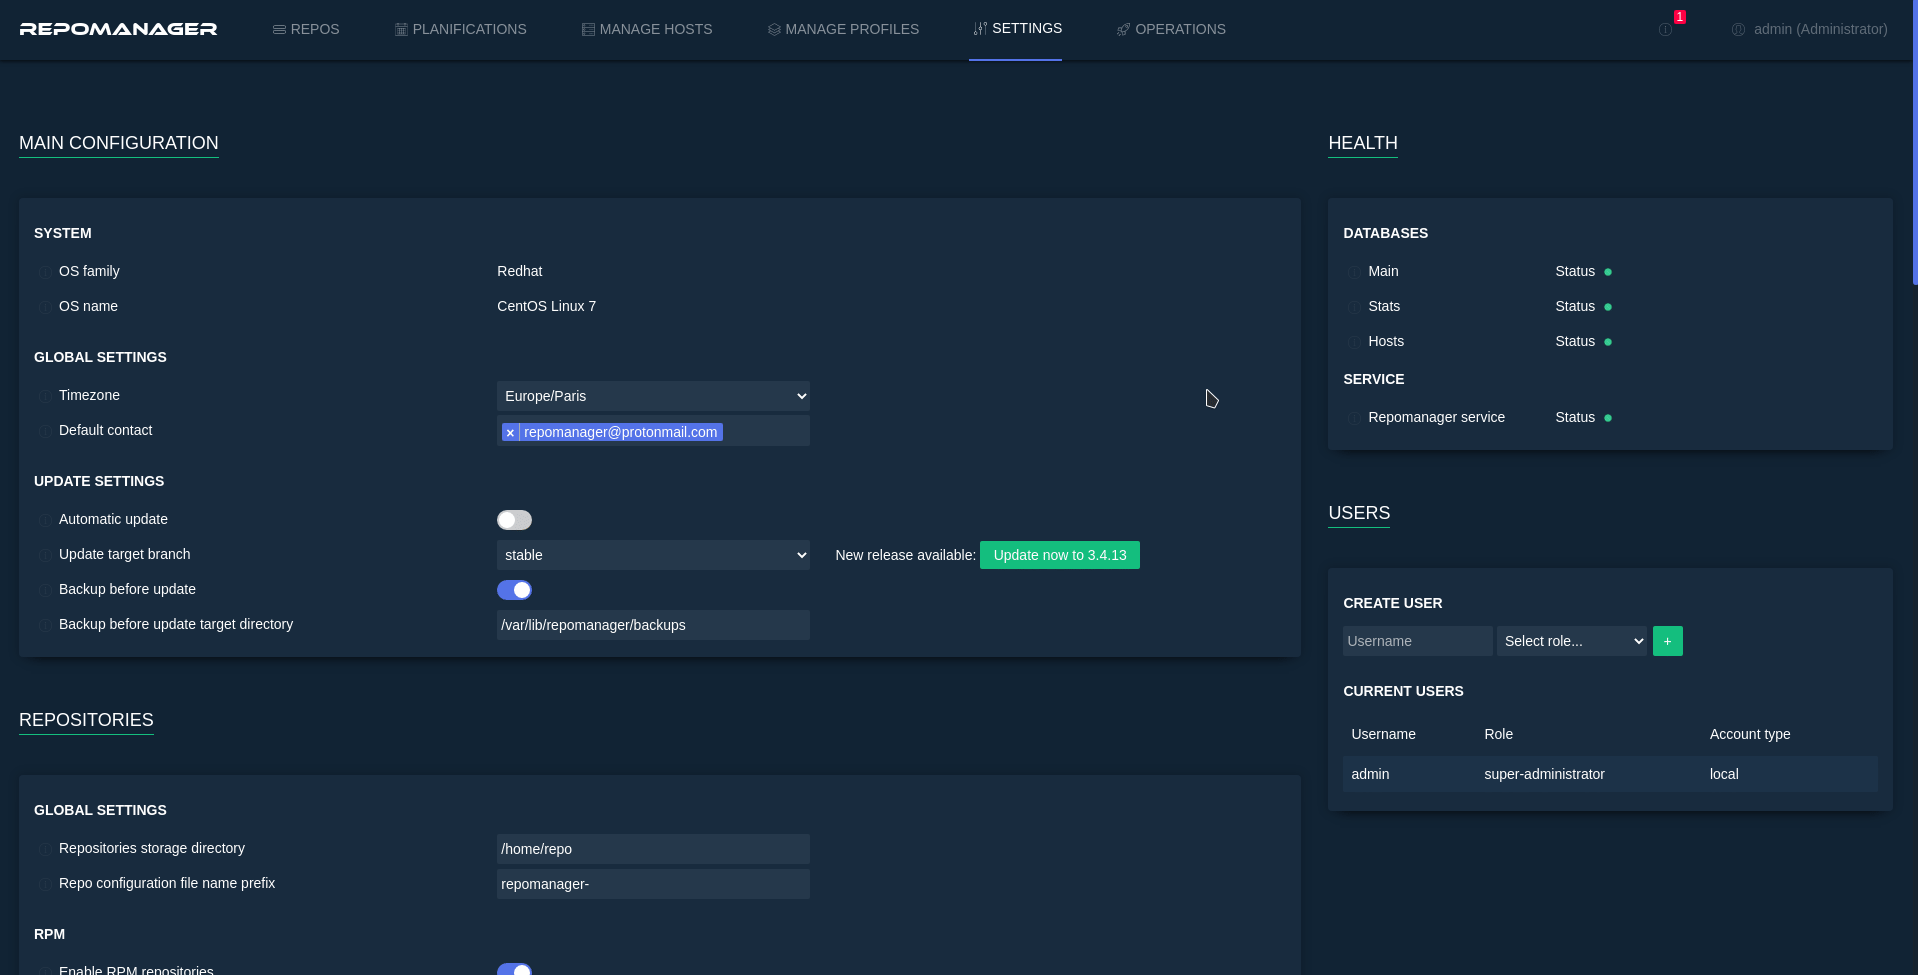 REPOMANAGER REPOS PLANIFICATIONS MANAGE HOSTS MANAGE PROFILES SETTINGS OPERATIONS 1 admin (Administrator)
MAIN CONFIGURATION
SYSTEM
OS family Redhat
OS name CentOS Linux 7
GLOBAL SETTINGS
Timezone Europe/Paris
Default contact × repomanager@protonmail.com
UPDATE SETTINGS
Automatic update
Update target branch stable New release available: Update now to 3.4.13
Backup before update
Backup before update target directory /var/lib/repomanager/backups
REPOSITORIES
GLOBAL SETTINGS
Repositories storage directory /home/repo
Repo configuration file name prefix repomanager-
RPM
Enable RPM repositories
HEALTH
DATABASES
Main Status
Stats Status
Hosts Status
SERVICE
Repomanager service Status
USERS
CREATE USER
Username Select role... +
CURRENT USERS
Username Role Account type
admin super-administrator local